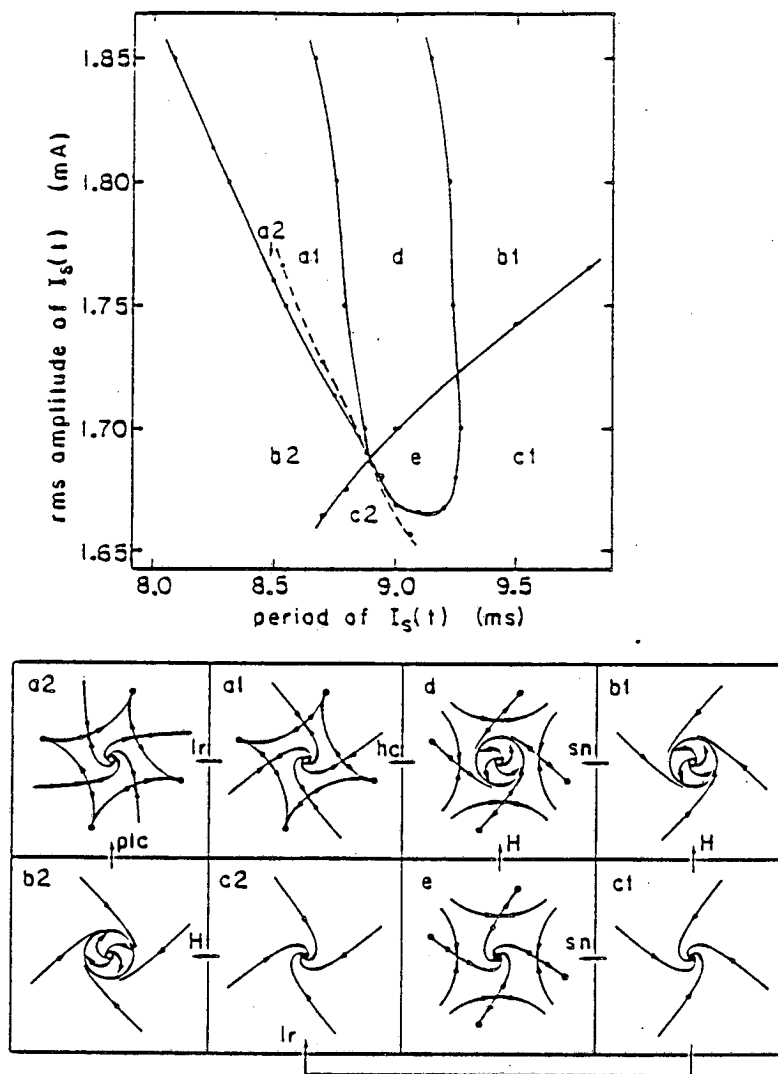 rms amplitude of I_s(t) (mA)
1.85
1.80
1.75
1.70
1.65
a2
a1
d
b1
b2
e
c1
c2
8.0
8.5
9.0
9.5
period of I_s(t) (ms)
a2
lr
a1
hc
d
sn
b1
plc
H
H
b2
H
c2
e
sn
c1
lr